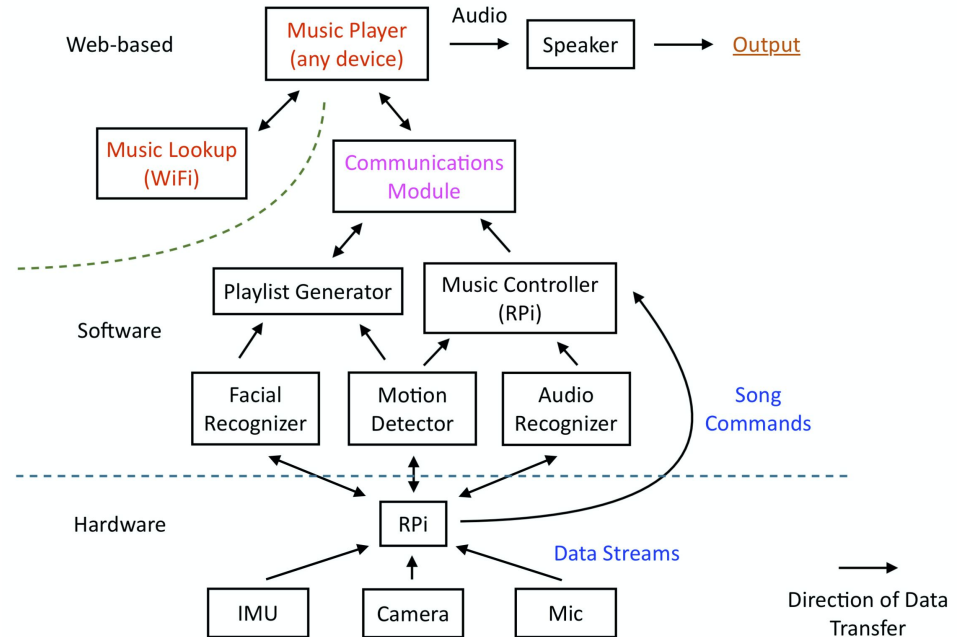 Web-based
Music Player
(any device)
Audio
Speaker
Output
Music Lookup
(WiFi)
Communications
Module
Playlist Generator
Music Controller
(RPi)
Software
Facial
Recognizer
Motion
Detector
Audio
Recognizer
Song
Commands
Hardware
RPi
Data Streams
IMU
Camera
Mic
Direction of Data
Transfer